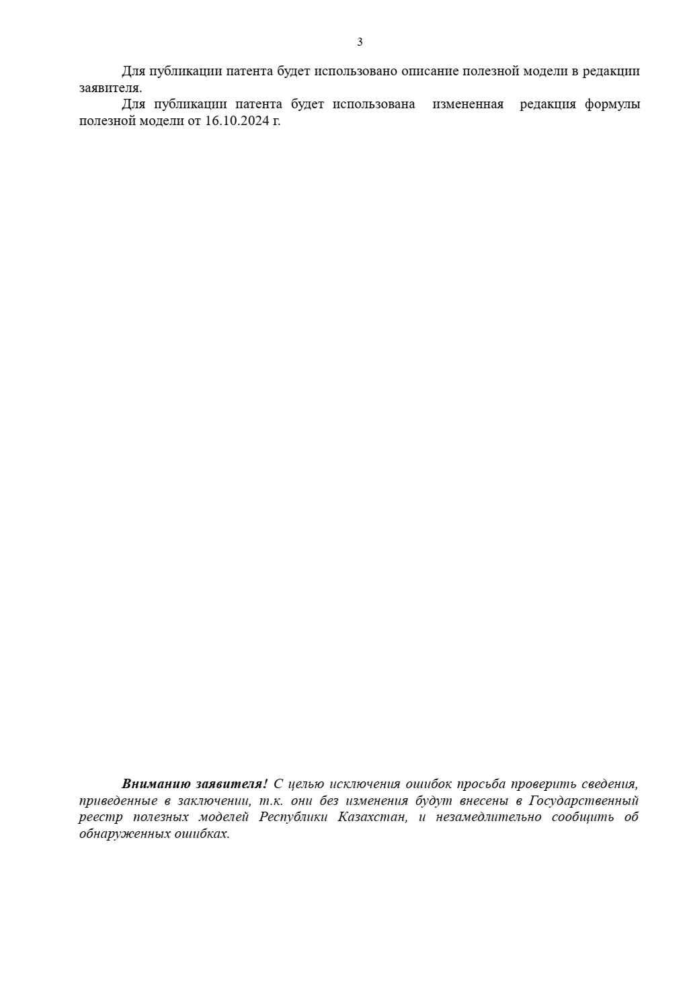 3
Для публикации патента будет использовано описание полезной модели в редакции
заявителя.
Для публикации патента будет использована измененная редакция формулы
полезной модели от 16.10.2024 г.
Вниманию заявителя! С целью исключения ошибок просьба проверить сведения,
приведенные в заключении, т.к. они без изменения будут внесены в Государственный
реестр полезных моделей Республики Казахстан, и незамедлительно сообщить об
обнаруженных ошибках.